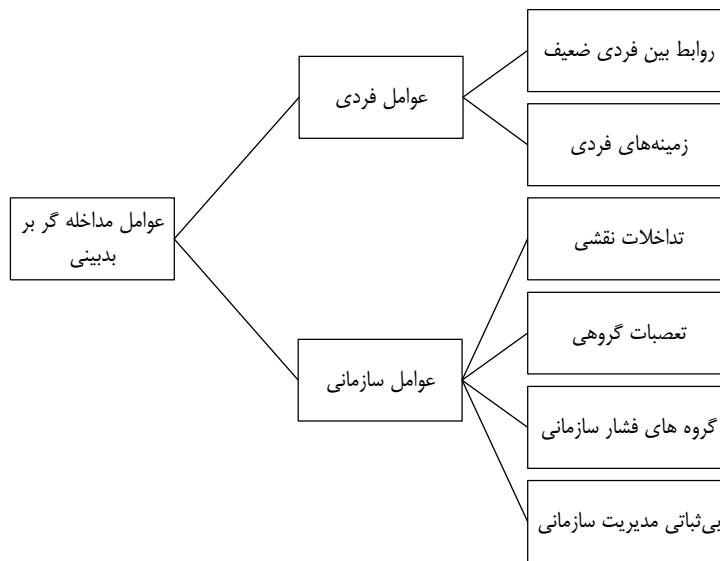 عوامل مداخله گر بر
بدبینی
عوامل فردی
روابط بین فردی ضعیف
زمینه‌های فردی
عوامل سازمانی
تداخلات نقشی
تعصبات گروهی
گروه های فشار سازمانی
بی‌ثباتی مدیریت سازمانی